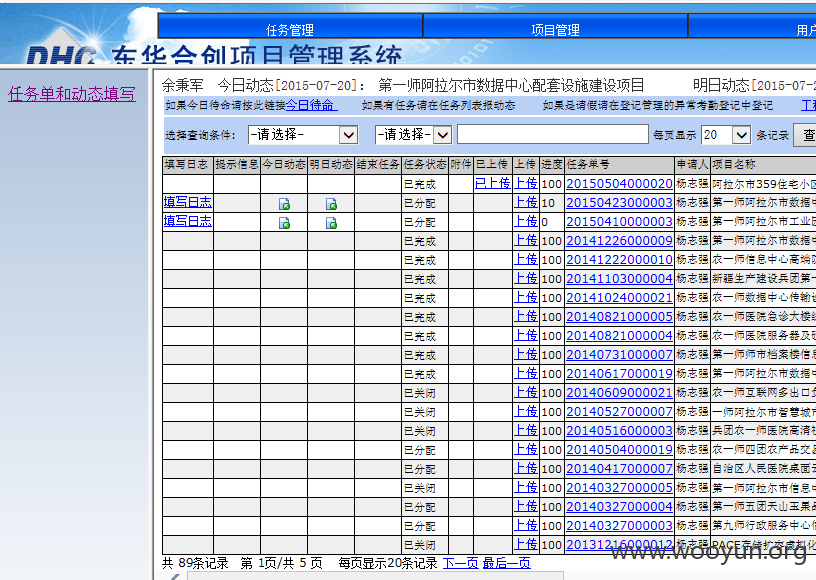 任务管理 项目管理 用户
DHC 东华合创项目管理系统
任务单和动态填写
余秉军 今日动态[2015-07-20]： 第一师阿拉尔市数据中心配套设施建设项目 明日动态[2015-07-
如果今日待命请按此链接今日待命 如果有任务请在任务列表报动态 如果是请假请在登记管理的异常考勤登记中登记 工程
选择查询条件: -请选择- -请选择- 每页显示 20 条记录 查
填写日志 提示信息 今日动态 明日动态 结束任务 任务状态 附件 已上传 上传 进度 任务单号 申请人 项目名称
已完成 已上传 上传 100 20150504000020 杨志强 阿拉尔市359住宅小区
填写日志 已分配 上传 10 20150423000003 杨志强 第一师阿拉尔市数据中
填写日志 已分配 上传 0 20150410000003 杨志强 第一师阿拉尔市工业园
已完成 上传 100 20141226000009 杨志强 第一师阿拉尔市数据中
已完成 上传 100 20141222000010 杨志强 农一师信息中心高端防
已完成 上传 100 20141103000004 杨志强 新疆生产建设兵团第一
已完成 上传 100 20141024000021 杨志强 农一师数据中心传输设
已完成 上传 100 20140821000005 杨志强 农一师医院急诊大楼综
已完成 上传 100 20140821000004 杨志强 农一师医院服务器及
已完成 上传 100 20140731000007 杨志强 第一师师市档案楼信息
已完成 上传 100 20140617000019 杨志强 第一师阿拉尔市数据中
已关闭 上传 100 20140609000021 杨志强 农一师互联网多出口负
已关闭 上传 100 20140527000007 杨志强 一师阿拉尔市智慧城市
已关闭 上传 100 20140516000003 杨志强 兵团农一师医院高清视
已分配 上传 100 20140504000019 杨志强 农一师四团农产品交易
已分配 上传 100 20140417000007 杨志强 自治区人民医院桌面云
已关闭 上传 100 20140327000005 杨志强 第一师阿拉尔市信息中
已分配 上传 100 20140327000004 杨志强 第一师五团天山玉果品
已分配 上传 100 20140327000003 杨志强 第九师行政服务中心信
已关闭 上传 100 20131216000012 杨志强 PACE存储扩容虚拟化
共 89条记录 第 1页/共 5 页 每页显示20条记录 下一页 最后一页
www.wooyun.org